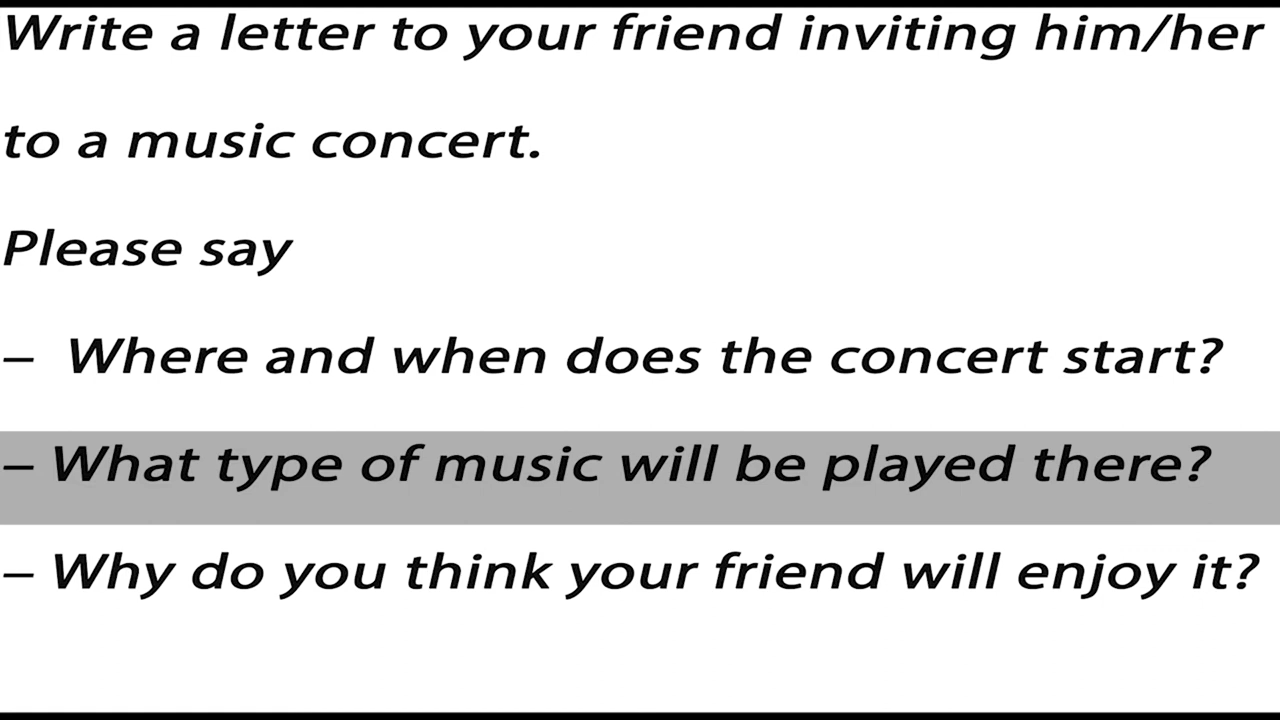 Write a letter to your friend inviting him/her
to a music concert.
Please say
– Where and when does the concert start?
– What type of music will be played there?
– Why do you think your friend will enjoy it?